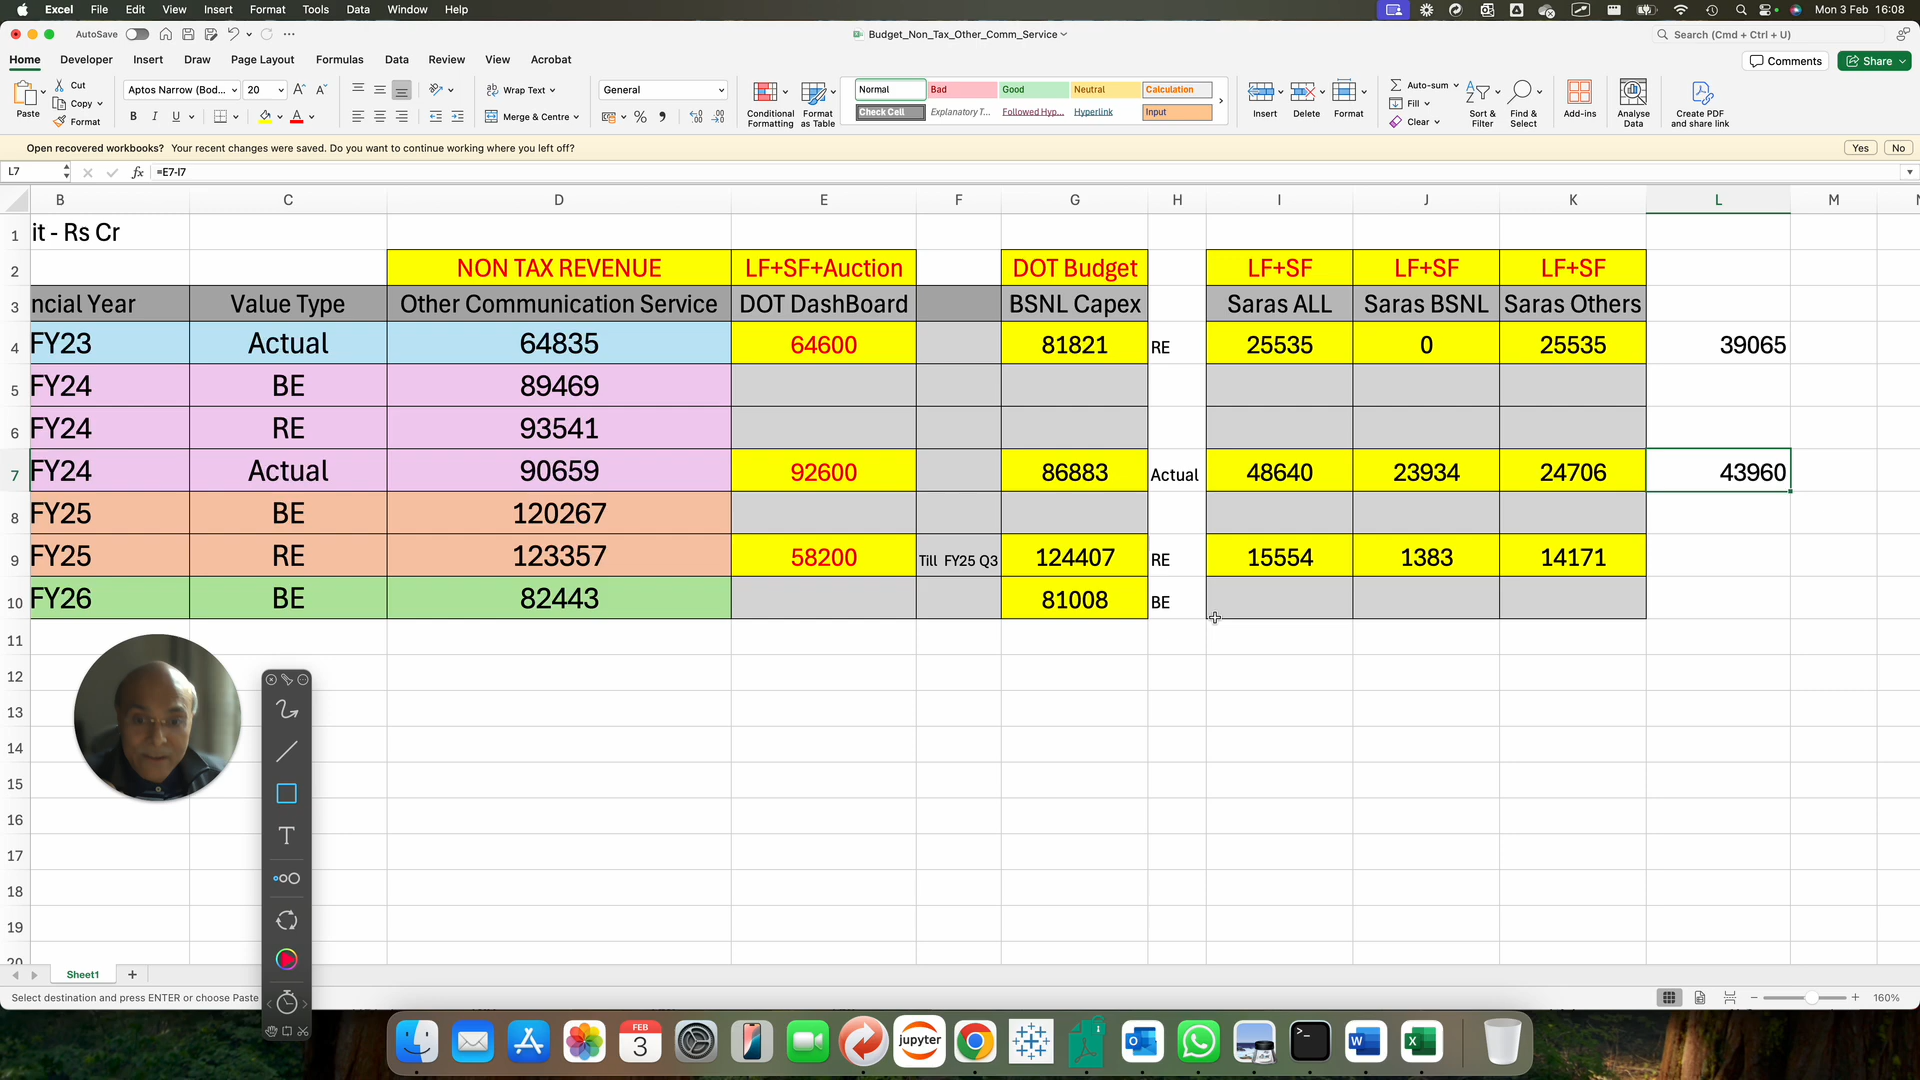 Excel File Edit View Insert Format Tools Data Window Help Mon 3 Feb 16:08
AutoSave Budget_Non_Tax_Other_Comm_Service Search (Cmd + Ctrl + U)
Home Developer Insert Draw Page Layout Formulas Data Review View Acrobat Comments Share
Paste Cut Copy Format
Aptos Narrow (Bod... 20
B I U
Wrap Text
Merge & Centre
General
Conditional Formatting
Format as Table
Normal Bad Good Neutral Calculation
Check Cell Explanatory T... Followed Hyp... Hyperlink Input
Insert Delete Format
Auto-sum
Fill
Clear
Sort & Filter
Find & Select
Add-ins
Analyse Data
Create PDF and share link
Open recovered workbooks? Your recent changes were saved. Do you want to continue working where you left off? Yes No
L7 fx =E7-I7
B C D E F G H I J K L M N
1 it - Rs Cr
2 NON TAX REVENUE LF+SF+Auction DOT Budget LF+SF LF+SF LF+SF
3 ncial Year Value Type Other Communication Service DOT DashBoard BSNL Capex Saras ALL Saras BSNL Saras Others
4 FY23 Actual 64835 64600 81821 RE 25535 0 25535 39065
5 FY24 BE 89469
6 FY24 RE 93541
7 FY24 Actual 90659 92600 86883 Actual 48640 23934 24706 43960
8 FY25 BE 120267
9 FY25 RE 123357 58200 Till FY25 Q3 124407 RE 15554 1383 14171
10 FY26 BE 82443 81008 BE
11
12
13
14
15
16
17
18
19
20
Sheet1
Select destination and press ENTER or choose Paste 160%
FEB
3
jupyter